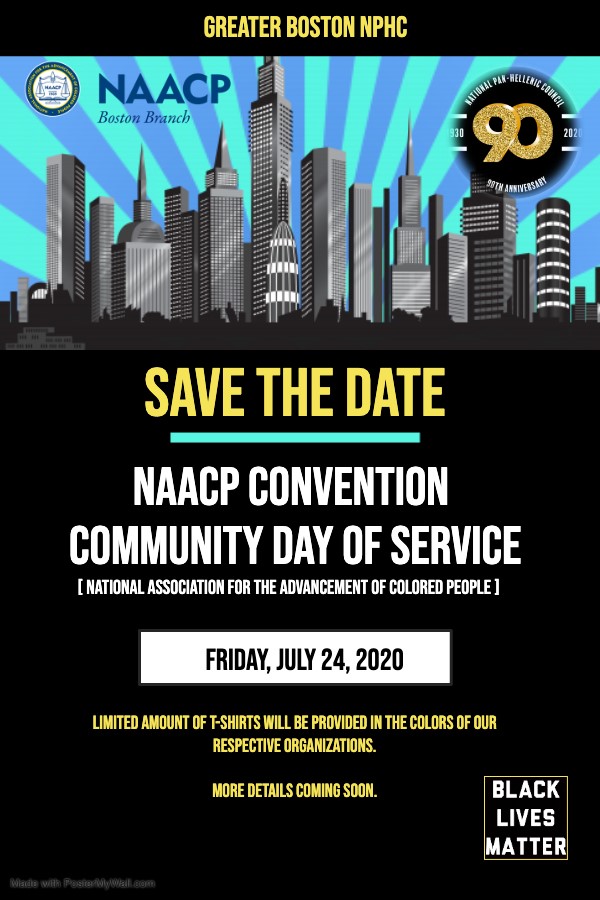 GREATER BOSTON NPHC
NAACP
NAACP
Boston Branch
NATIONAL PAN-HELLENIC COUNCIL
90
2020
90TH ANNIVERSARY
SAVE THE DATE
NAACP CONVENTION
COMMUNITY DAY OF SERVICE
[ NATIONAL ASSOCIATION FOR THE ADVANCEMENT OF COLORED PEOPLE ]
FRIDAY, JULY 24, 2020
LIMITED AMOUNT OF T-SHIRTS WILL BE PROVIDED IN THE COLORS OF OUR
RESPECTIVE ORGANIZATIONS.
MORE DETAILS COMING SOON.
BLACK
LIVES
MATTER
Made with PosterMyWall.com